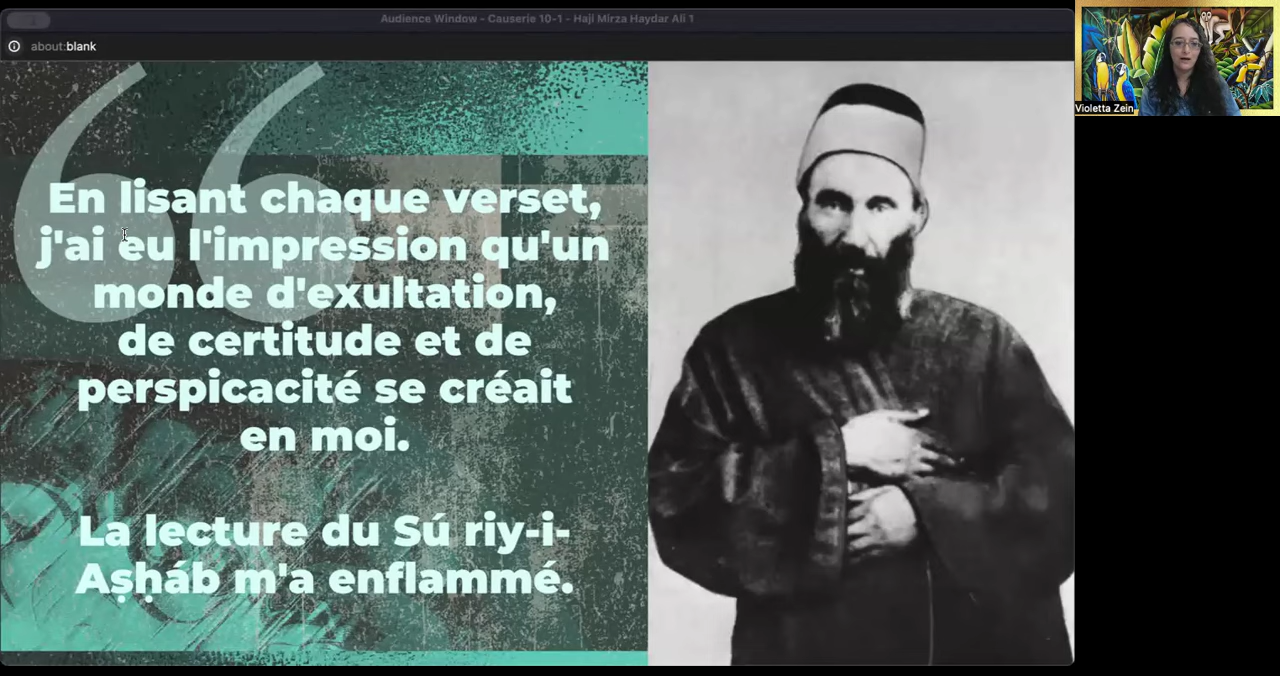 Audience Window - Causerie 10-1 - Haji Mirza Haydar Ali 1
about:blank
Violetta Zein
En lisant chaque verset,
j'ai eu l'impression qu'un
monde d'exultation,
de certitude et de
perspicacité se créait
en moi.
La lecture du Sú riy-i-
Aṣḥáb m'a enflammé.